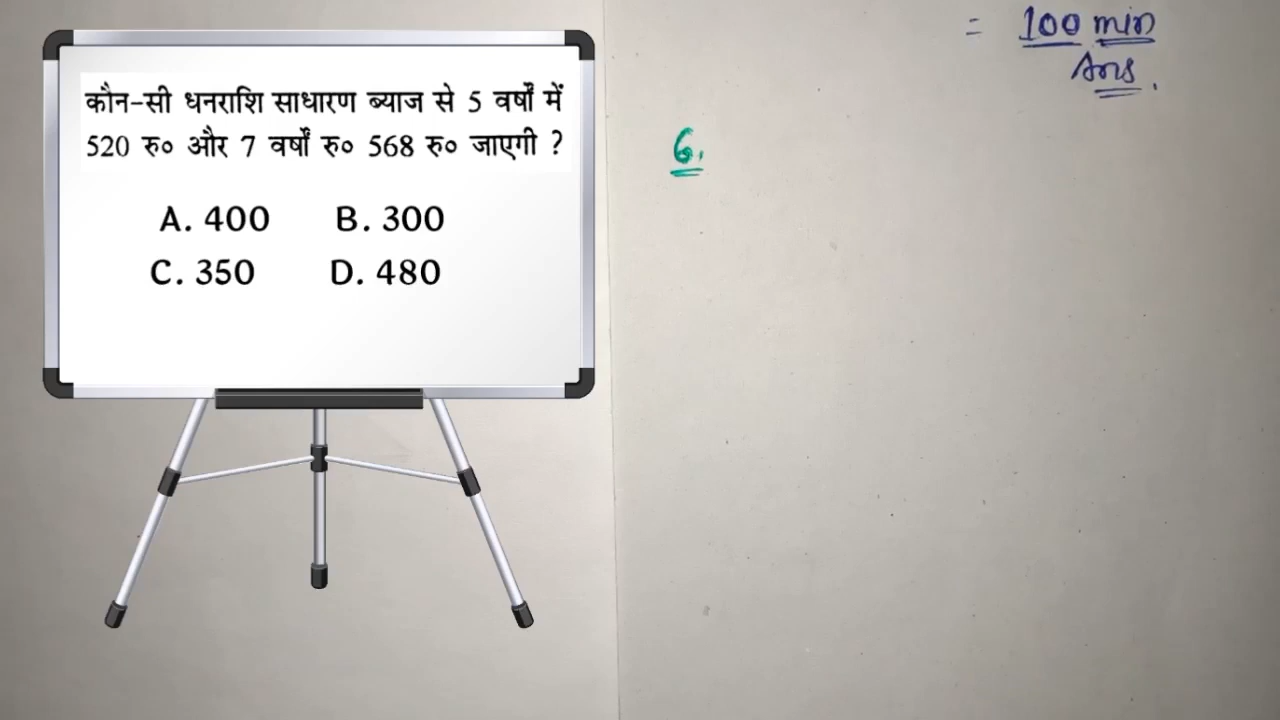 कौन-सी धनराशि साधारण ब्याज से 5 वर्षों में
520 रु० और 7 वर्षों रु० 568 रु० जाएगी ?
A. 400 B. 300
C. 350 D. 480
= 100 min
Ans.
6.